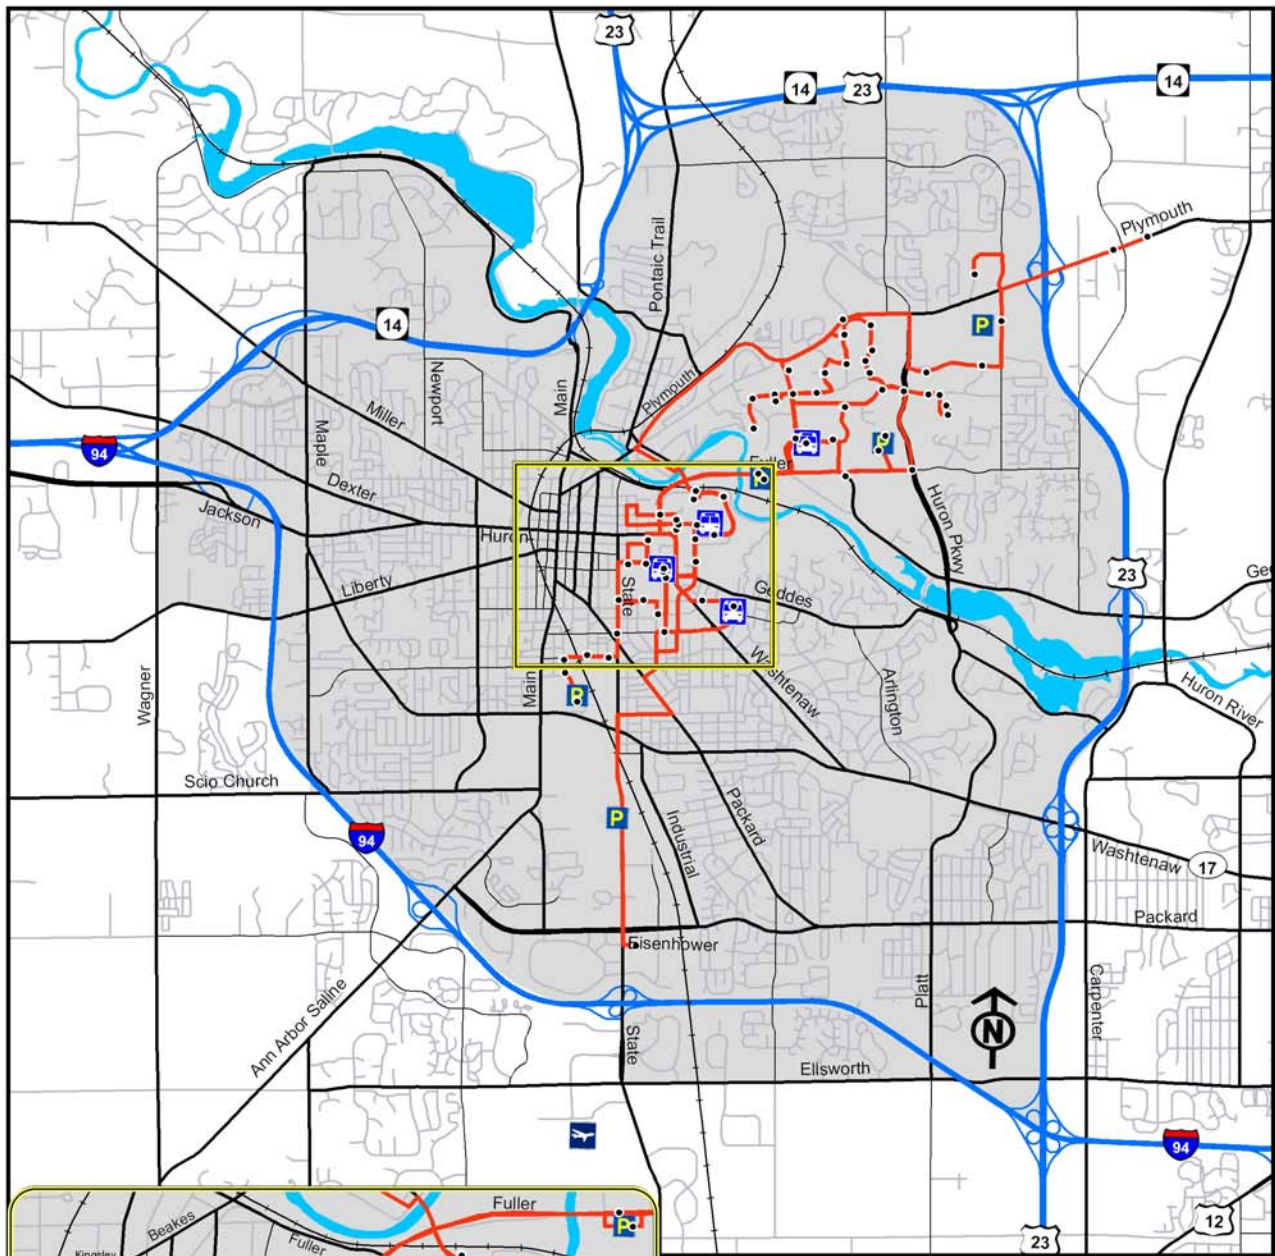 23
14
23
14
Plymouth
Pontaic Trail
14
Newport
Main
Plymouth
Miller
P
Maple
94
Dexter
P
Fuller
P
Jackson
Huron
Huron Pkwy
Liberty
State
Geddes
23
Ge
Wagner
Main
P
Washtenaw
Arlington
Huron River
Scio Church
P
Industrial
Packard
94
Washtenaw
17
Packard
Eisenhower
Ann Arbor Saline
State
Platt
N
Carpenter
Ellsworth
94
Fuller
Beakes
P
Fuller
Kingsley
23
12